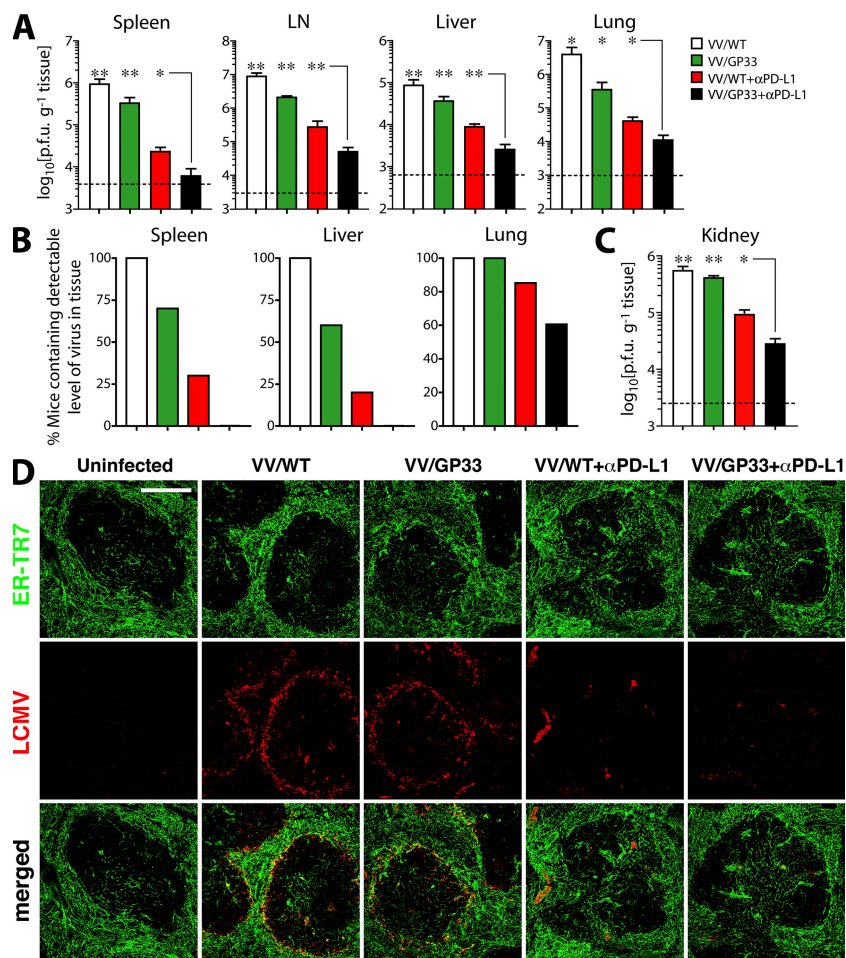 A
Spleen
LN
Liver
Lung
log10[p.f.u. g-1 tissue]
7
6
5
4
3
** ** *
7
6
5
4
3
** ** **
6
5
4
3
2
** ** **
7
6
5
4
3
2
* * *
VV/WT
VV/GP33
VV/WT+αPD-L1
VV/GP33+αPD-L1
B
Spleen
Liver
Lung
% Mice containing detectable
level of virus in tissue
100
75
50
25
0
100
75
50
25
0
100
80
60
40
20
0
C
Kidney
log10[p.f.u. g-1 tissue]
6
5
4
3
** ** *
D
Uninfected
VV/WT
VV/GP33
VV/WT+αPD-L1
VV/GP33+αPD-L1
ER-TR7
LCMV
merged